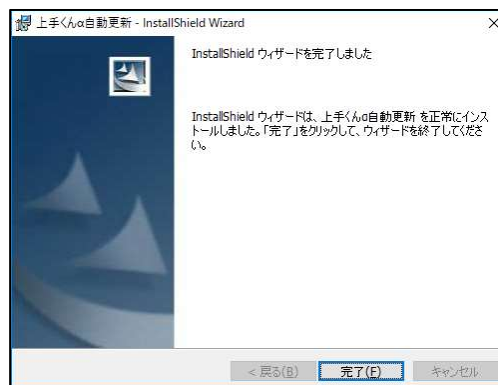 上手くんα自動更新 - InstallShield Wizard
InstallShield ウィザードを完了しました
InstallShield ウィザードは、上手くんα自動更新 を正常にインス
トールしました。「完了」をクリックして、ウィザードを終了してくださ
い。
< 戻る(B) 完了(F) キャンセル